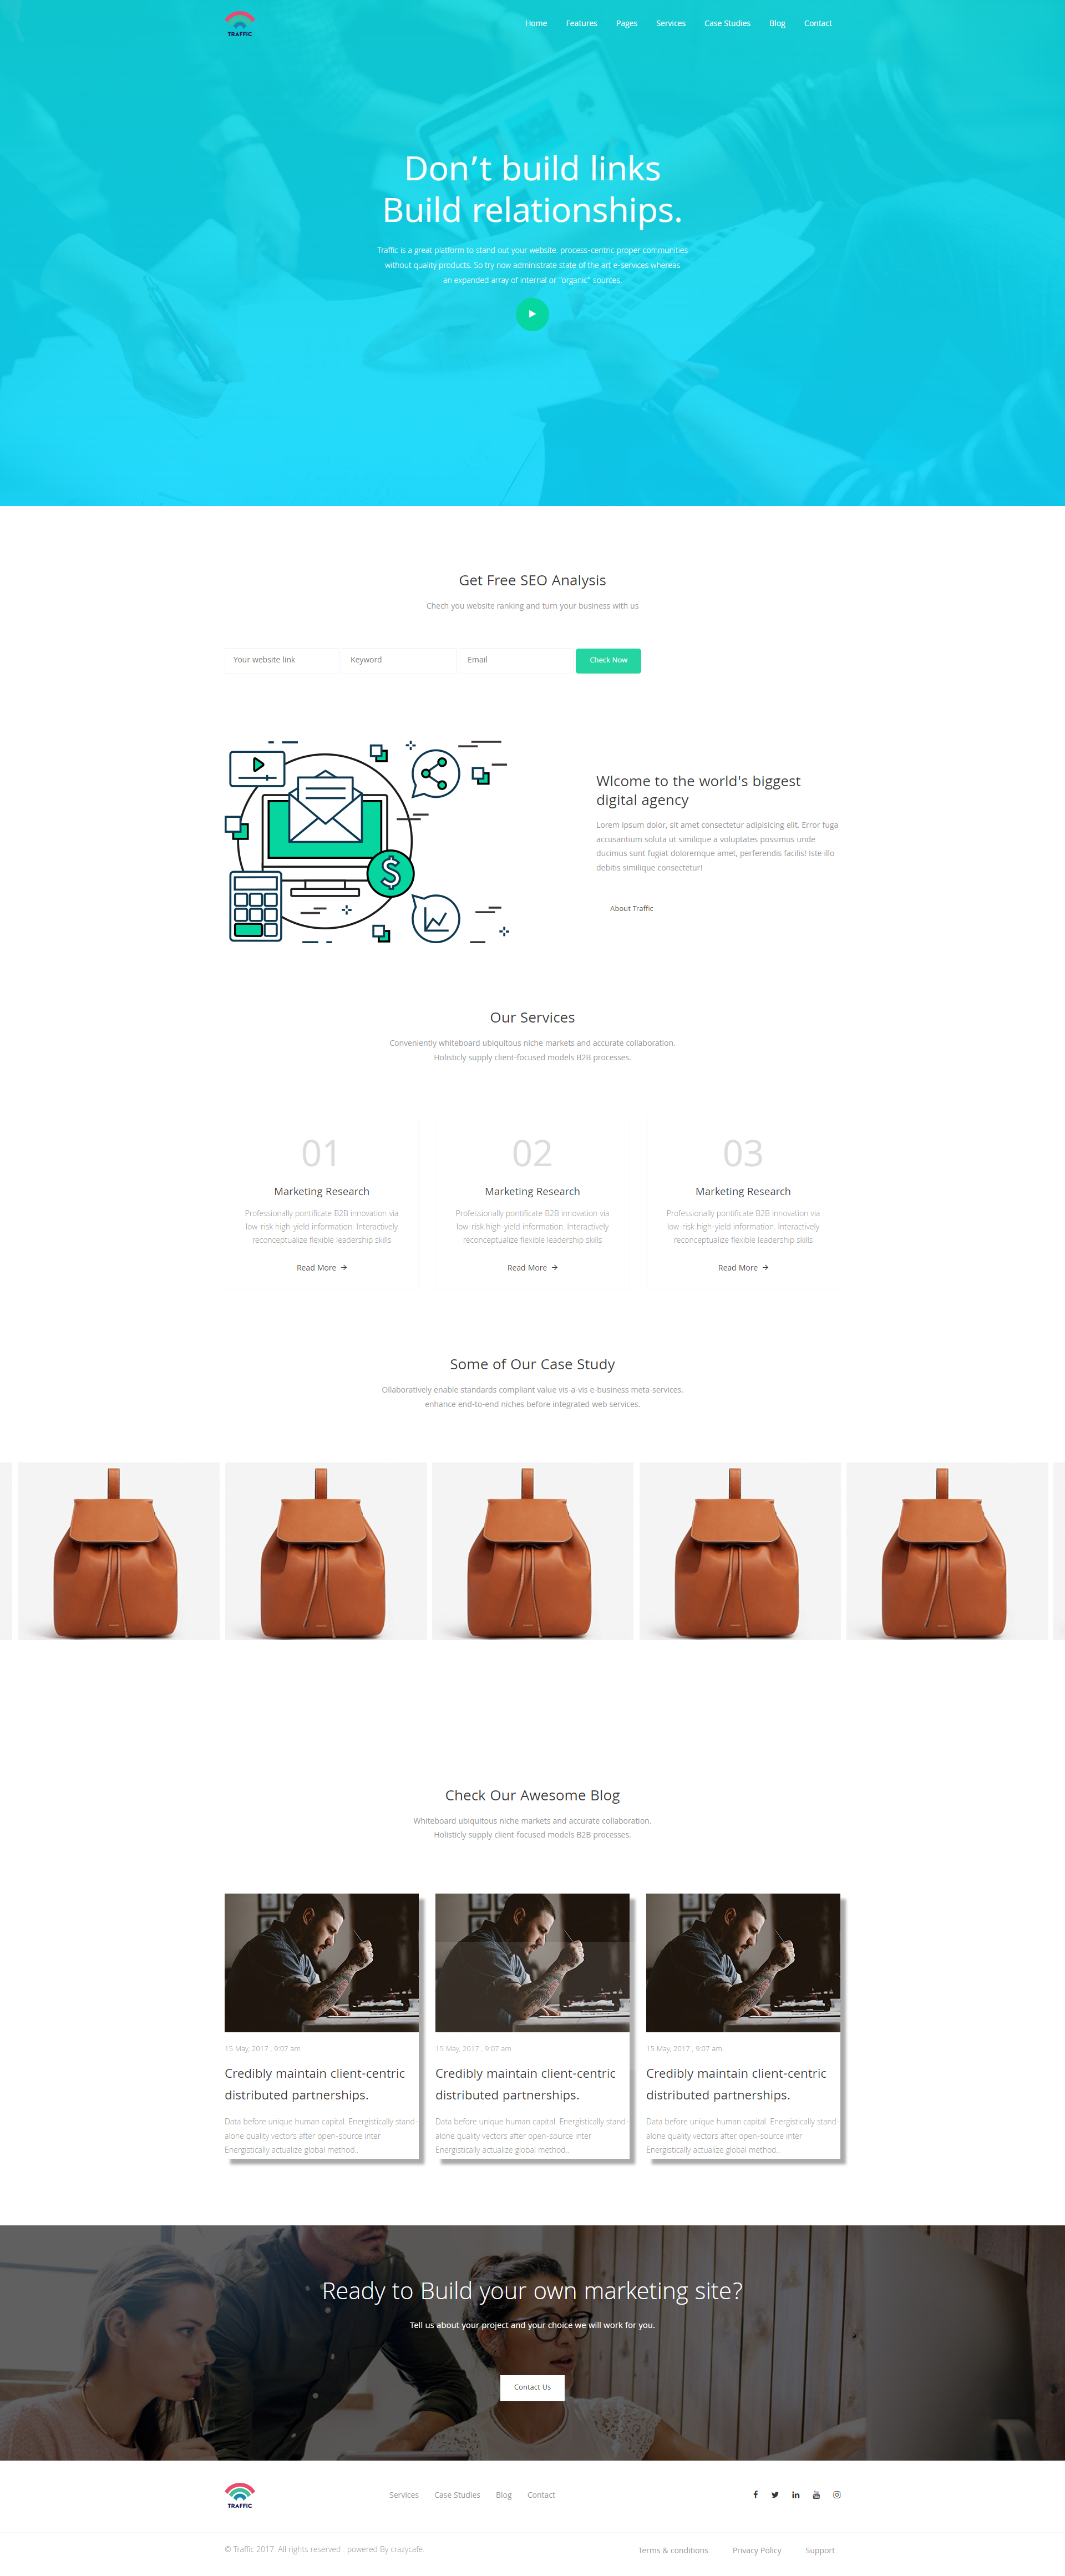 TRAFFIC
Home Features Pages Services Case Studies Blog Contact
Don't build links
Build relationships.
Traffic is a great platform to stand out your website. process-centric proper communities
without quality products. So try now administrate state of the art e-services whereas
an expanded array of internal or "organic" sources.
Get Free SEO Analysis
Chech you website ranking and turn your business with us
Your website link Keyword Email Check Now
Wlcome to the world's biggest
digital agency
Lorem ipsum dolor, sit amet consectetur adipisicing elit. Error fuga
accusantium soluta ut similique a voluptates possimus unde
ducimus sunt fugiat doloremque amet, perferendis facilis! Iste illo
debitis similique consectetur!
About Traffic
Our Services
Conveniently whiteboard ubiquitous niche markets and accurate collaboration.
Holisticly supply client-focused models B2B processes.
01
Marketing Research
Professionally pontificate B2B innovation via
low-risk high-yield information. Interactively
reconceptualize flexible leadership skills
Read More
02
Marketing Research
Professionally pontificate B2B innovation via
low-risk high-yield information. Interactively
reconceptualize flexible leadership skills
Read More
03
Marketing Research
Professionally pontificate B2B innovation via
low-risk high-yield information. Interactively
reconceptualize flexible leadership skills
Read More
Some of Our Case Study
Ollaboratively enable standards compliant value vis-a-vis e-business meta-services.
enhance end-to-end niches before integrated web services.
Check Our Awesome Blog
Whiteboard ubiquitous niche markets and accurate collaboration.
Holisticly supply client-focused models B2B processes.
15 May, 2017 , 9:07 am
Credibly maintain client-centric
distributed partnerships.
Data before unique human capital. Energistically stand-
alone quality vectors after open-source inter
Energistically actualize global method..
15 May, 2017 , 9:07 am
Credibly maintain client-centric
distributed partnerships.
Data before unique human capital. Energistically stand-
alone quality vectors after open-source inter
Energistically actualize global method..
15 May, 2017 , 9:07 am
Credibly maintain client-centric
distributed partnerships.
Data before unique human capital. Energistically stand-
alone quality vectors after open-source inter
Energistically actualize global method..
Ready to Build your own marketing site?
Tell us about your project and your choice we will work for you.
Contact Us
TRAFFIC
Services Case Studies Blog Contact
© Traffic 2017. All rights reserved . powered By crazycafe.
Terms & conditions Privacy Policy Support